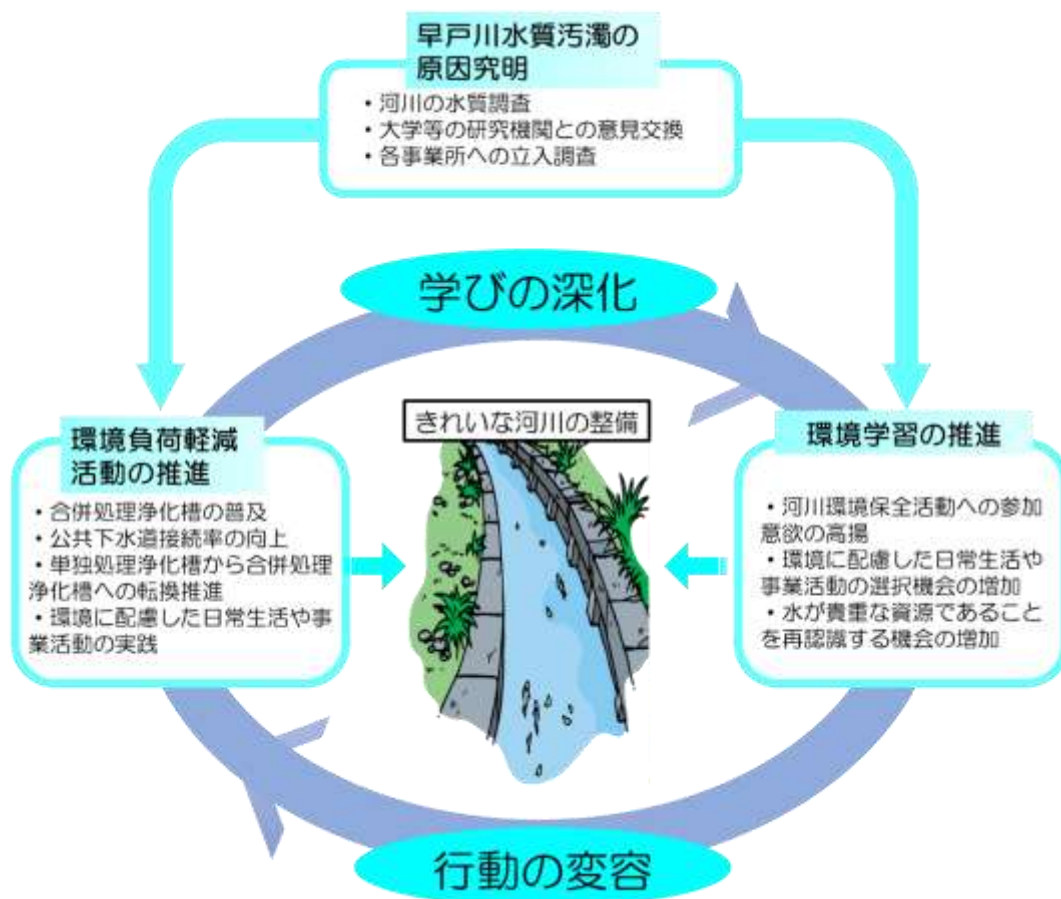 早戸川水質汚濁の
原因究明
・河川の水質調査
・大学等の研究機関との意見交換
・各事業所への立入調査
学びの深化
きれいな河川の整備
環境負荷軽減
活動の推進
・合併処理浄化槽の普及
・公共下水道接続率の向上
・単独処理浄化槽から合併処理
浄化槽への転換推進
・環境に配慮した日常生活や事
業活動の実践
環境学習の推進
・河川環境保全活動への参加
意欲の高揚
・環境に配慮した日常生活や
事業活動の選択機会の増加
・水が貴重な資源であること
を再認識する機会の増加
行動の変容